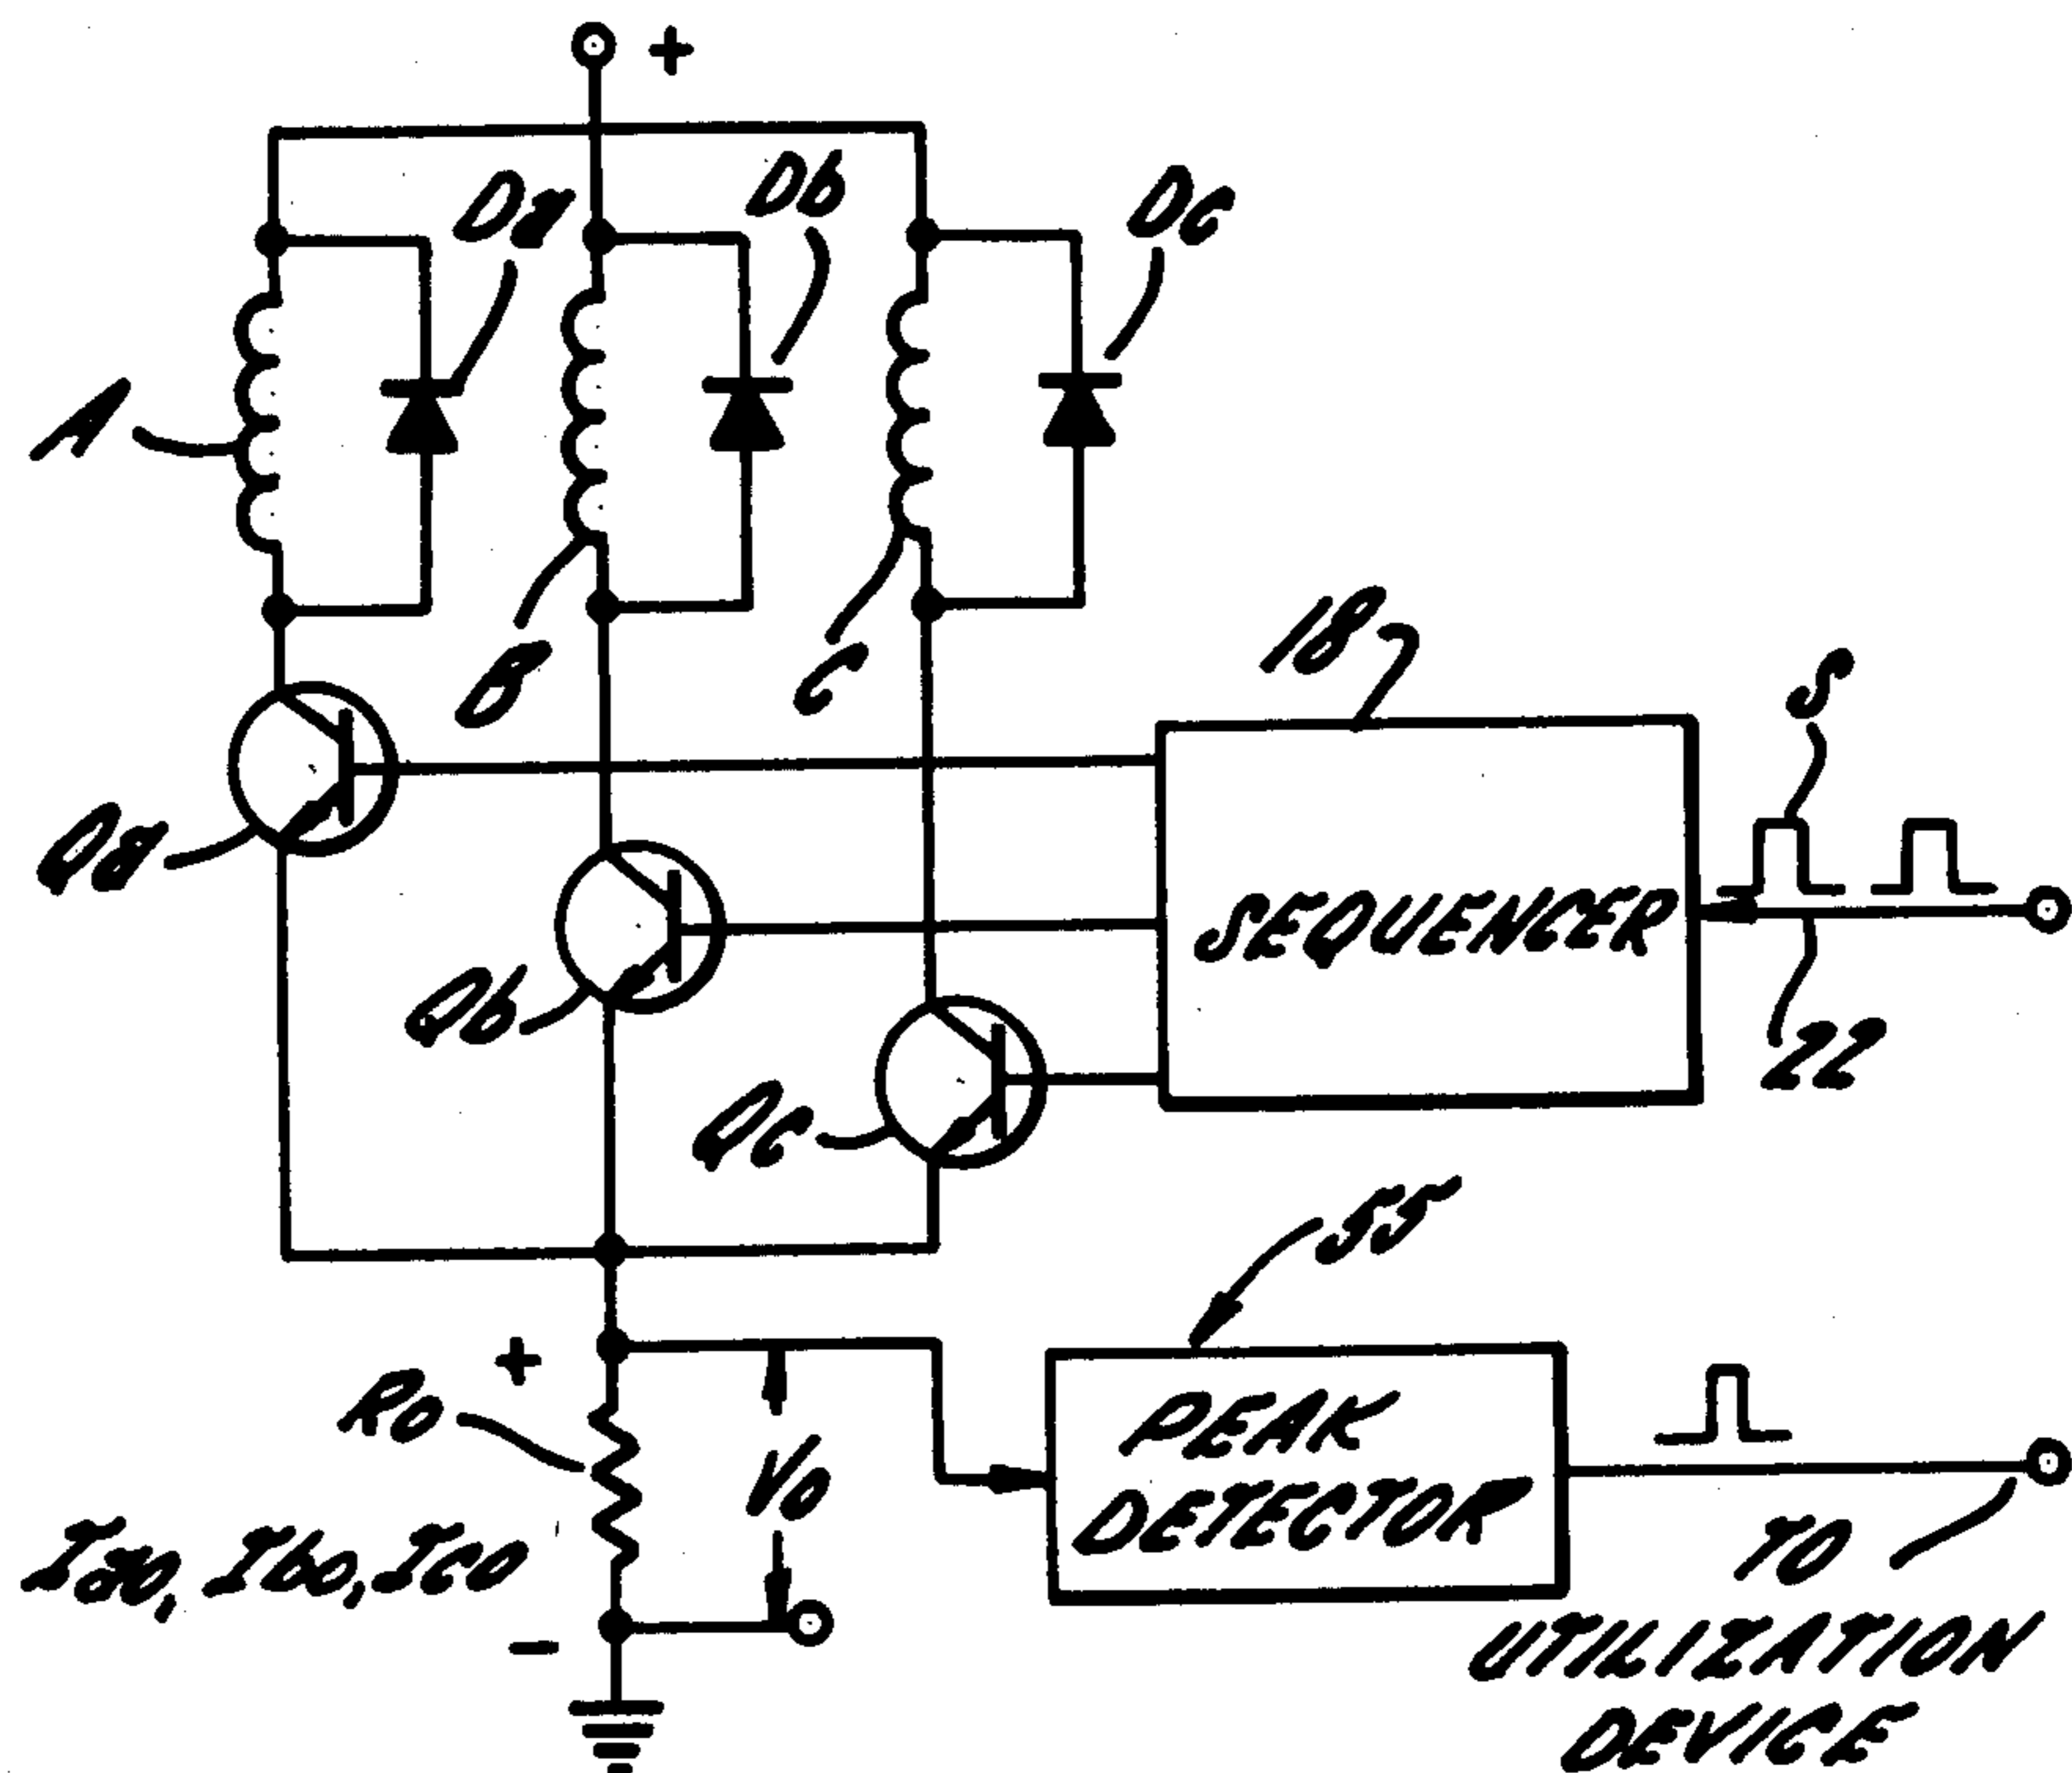 +
Da
Db
Dc
A
B
C
18
S
Qa
SEQUENCER
Qb
22
Qc
55
+
Ro
PEAK
DETECTOR
Vo
Iao, Ibo, Ico
-
TO
UTILIZATION
DEVICE